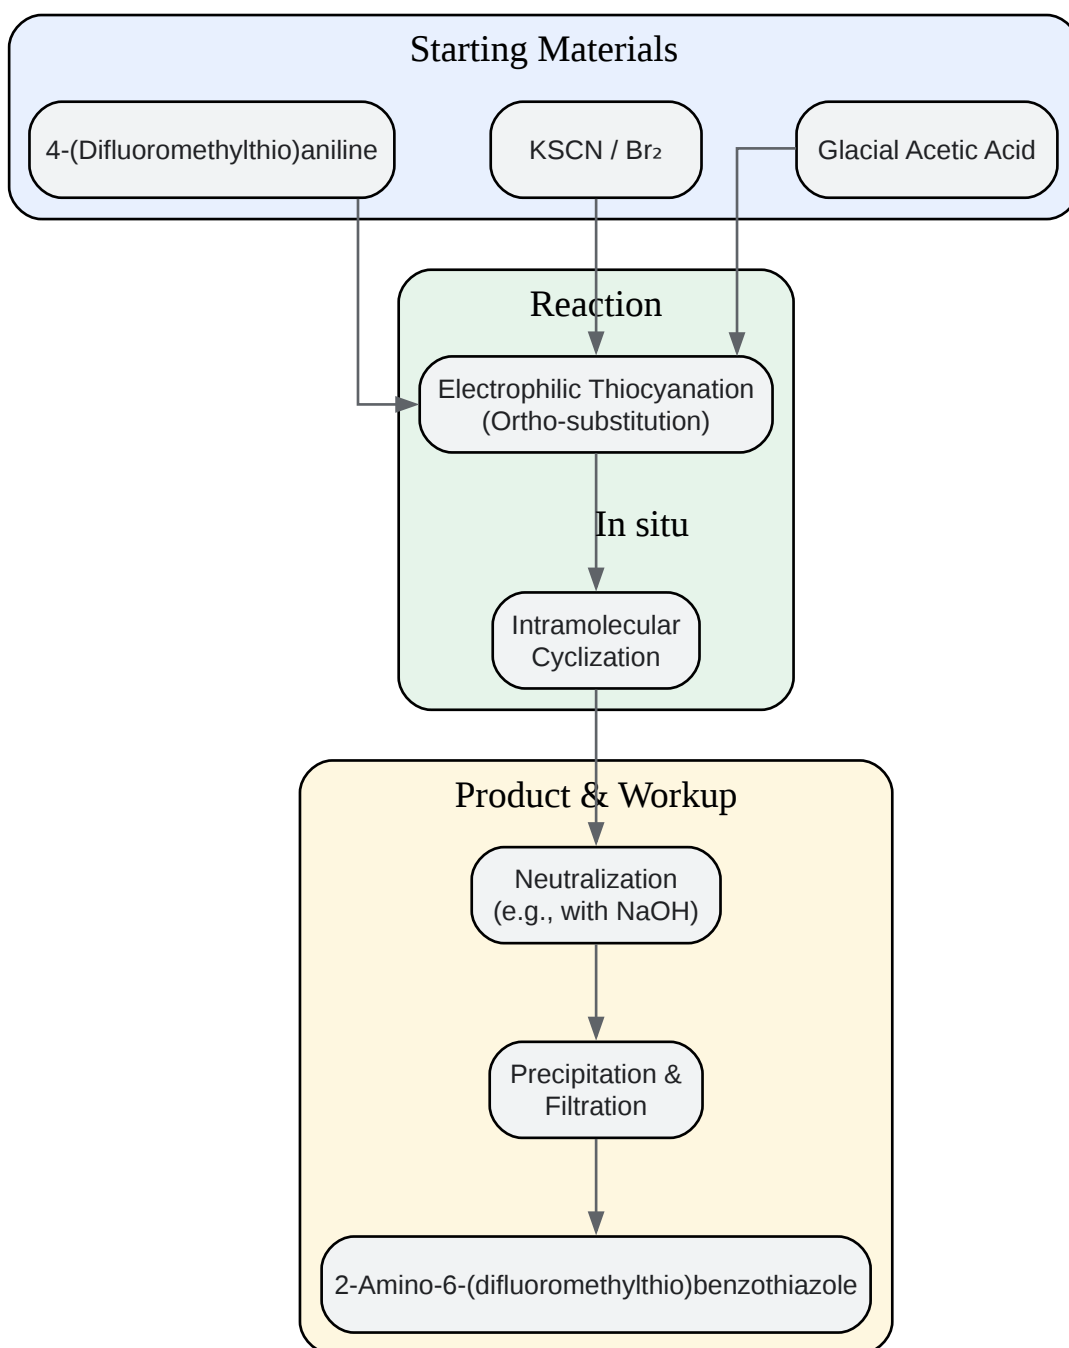 Starting Materials
4-(Difluoromethylthio)aniline
KSCN / Br₂
Glacial Acetic Acid
Reaction
Electrophilic Thiocyanation
(Ortho-substitution)
In situ
Intramolecular
Cyclization
Product & Workup
Neutralization
(e.g., with NaOH)
Precipitation &
Filtration
2-Amino-6-(difluoromethylthio)benzothiazole